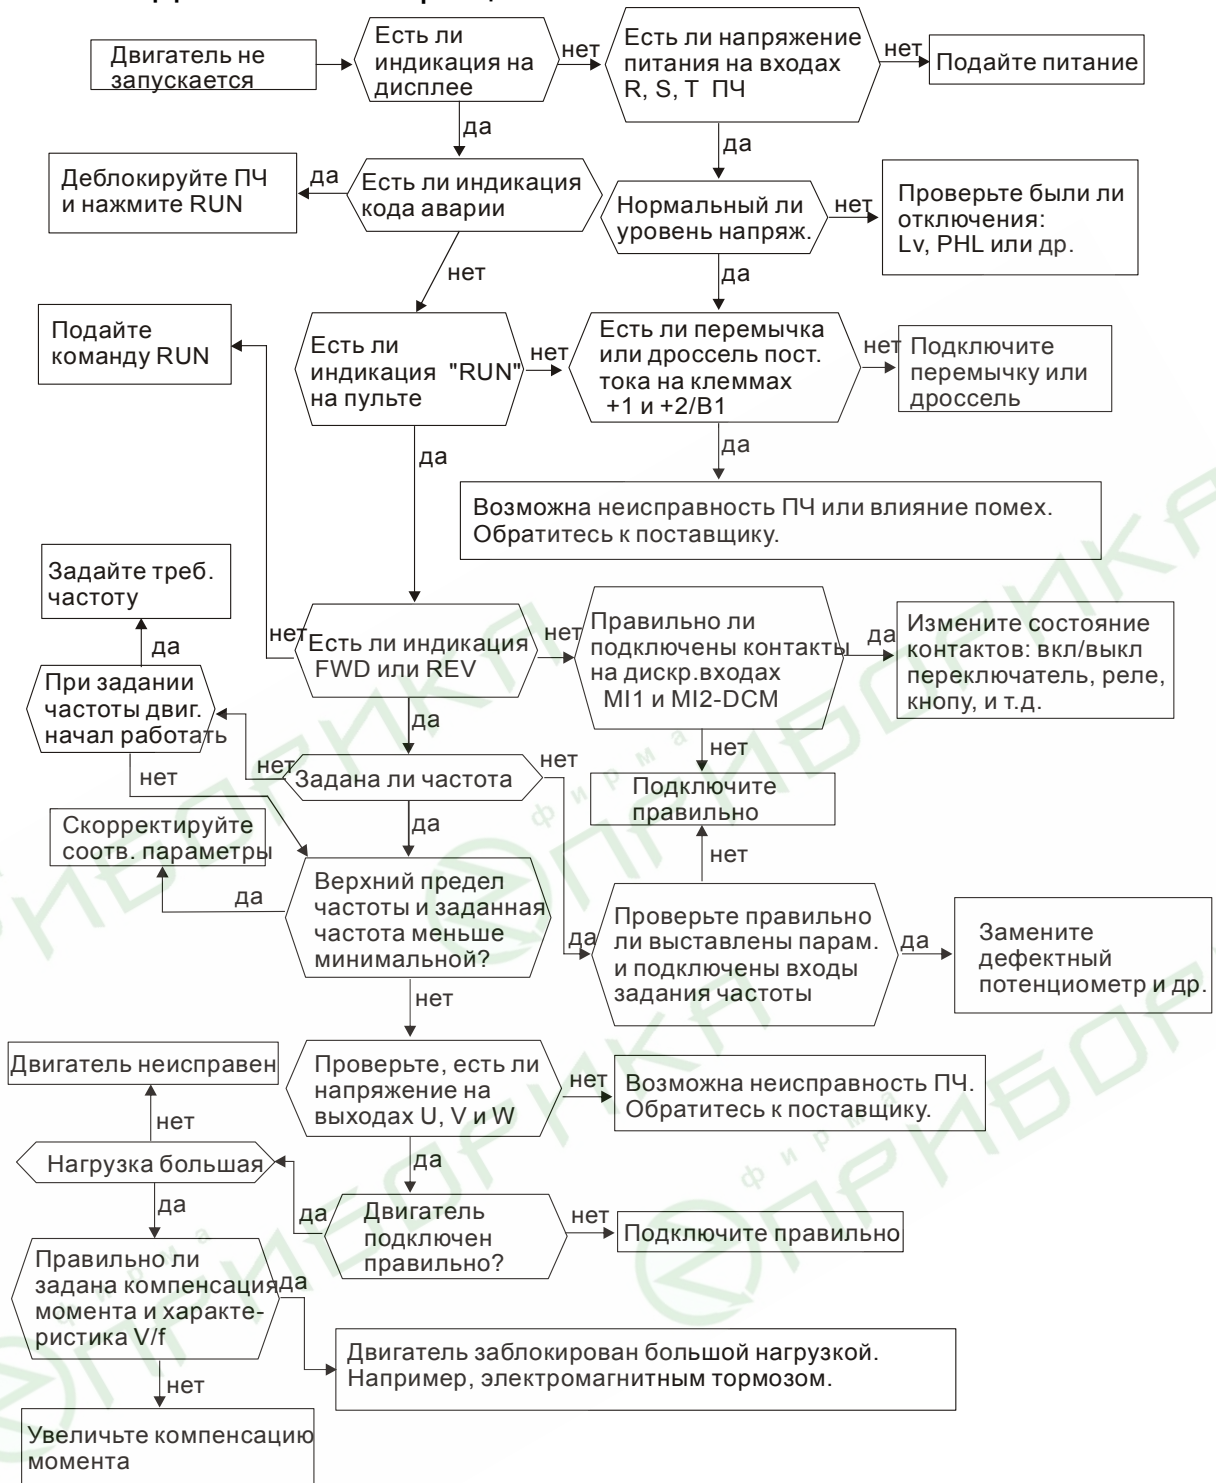 Двигатель не
запускается
Есть ли
индикация на
дисплее
нет
Есть ли напряжение
питания на входах
R, S, T ПЧ
нет
Подайте питание
да
да
Деблокируйте ПЧ
и нажмите RUN
да
Есть ли индикация
кода аварии
Нормальный ли
уровень напряж.
нет
Проверьте были ли
отключения:
Lv, PHL или др.
нет
да
Подайте
команду RUN
Есть ли
индикация "RUN"
на пульте
нет
Есть ли перемычка
или дроссель пост.
тока на клеммах
+1 и +2/B1
нет
Подключите
перемычку или
дроссель
да
да
Возможна неисправность ПЧ или влияние помех.
Обратитесь к поставщику.
Задайте треб.
частоту
да
нет
Есть ли индикация
FWD или REV
нет
Правильно ли
подключены контакты
на дискр.входах
MI1 и MI2-DCM
да
Измените состояние
контактов: вкл/выкл
переключатель, реле,
кнопу, и т.д.
При задании
частоты двиг.
начал работать
да
нет
нет
нет
Задана ли частота
нет
Подключите
правильно
Скорректируйте
соотв. параметры
да
нет
да
Верхний предел
частоты и заданная
частота меньше
минимальной?
да
Проверьте правильно
ли выставлены парам.
и подключены входы
задания частоты
да
Замените
дефектный
потенциометр и др.
нет
Двигатель неисправен
Проверьте, есть ли
напряжение на
выходах U, V и W
нет
Возможна неисправность ПЧ.
Обратитесь к поставщику.
нет
Нагрузка большая
да
да
да
Двигатель
подключен
правильно?
нет
Подключите правильно
Правильно ли
задана компенсация
момента и характе-
ристика V/f
да
Двигатель заблокирован большой нагрузкой.
Например, электромагнитным тормозом.
нет
Увеличьте компенсацию
момента
фирма
ПРИБОРИКА
фирма
ПРИБОРИКА
фирма
ПРИБОРИКА